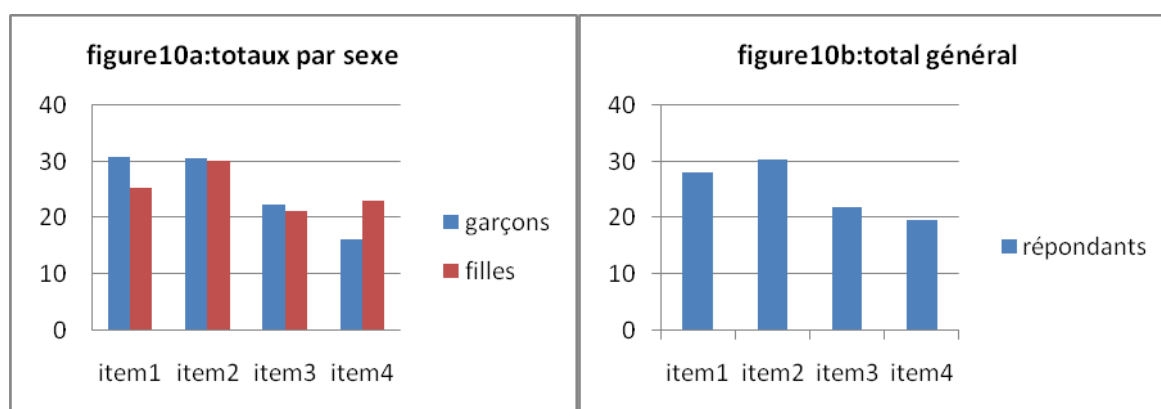 figure10a:totaux par sexe
40
30
20
10
0
item1 item2 item3 item4
garçons
filles
figure10b:total général
40
30
20
10
0
item1 item2 item3 item4
répondants